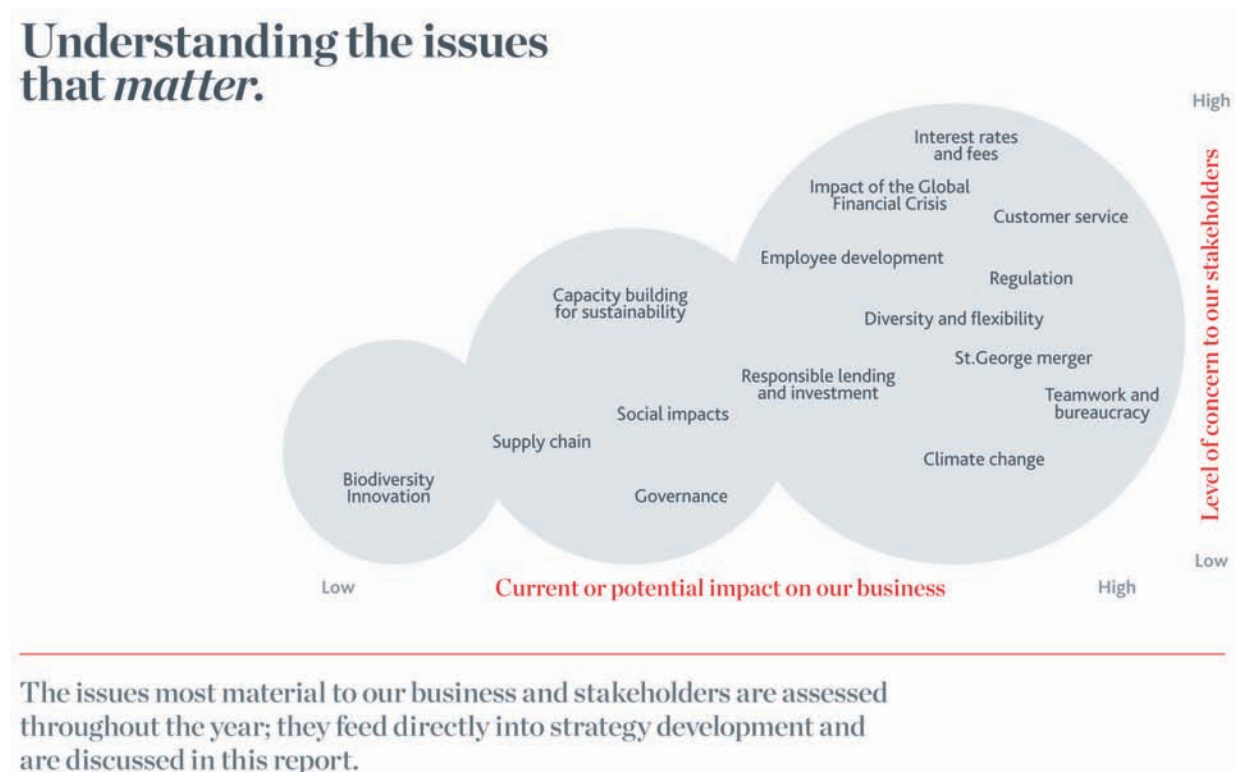 Understanding the issues
that matter.
High
Interest rates
and fees
Impact of the Global
Financial Crisis
Customer service
Employee development
Regulation
Capacity building
for sustainability
Diversity and flexibility
St.George merger
Responsible lending
and investment
Teamwork and
bureaucracy
Social impacts
Supply chain
Climate change
Biodiversity
Innovation
Governance
Level of concern to our stakeholders
Low
Low
Current or potential impact on our business
High
The issues most material to our business and stakeholders are assessed
throughout the year; they feed directly into strategy development and
are discussed in this report.